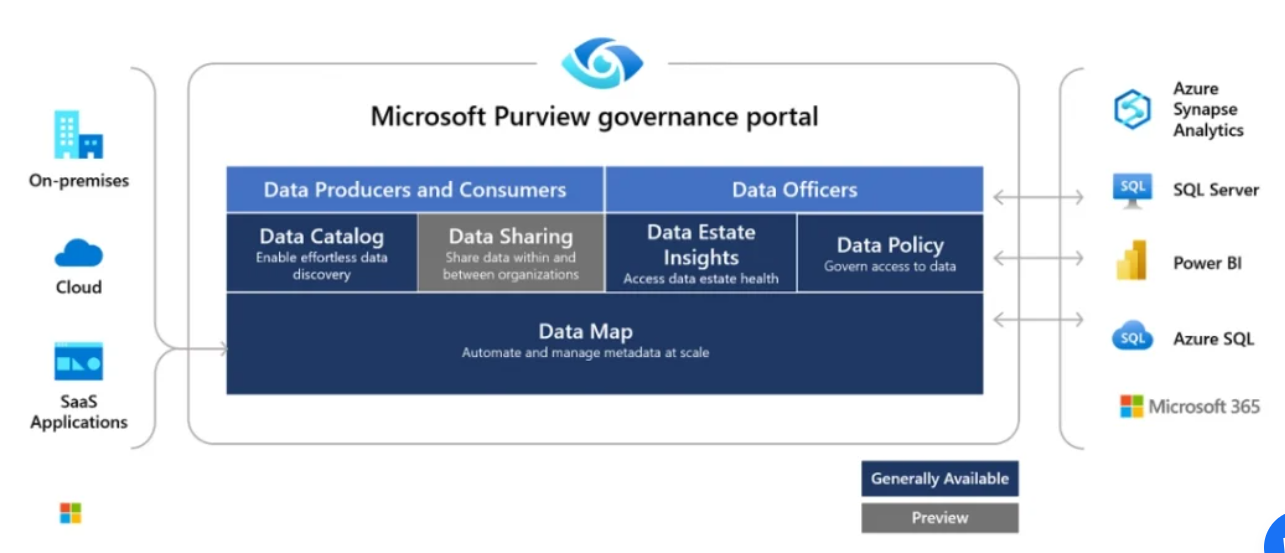 Microsoft Purview governance portal
On-premises
Cloud
SaaS
Applications
Data Producers and Consumers
Data Officers
Data Catalog
Enable effortless data
discovery
Data Sharing
Share data within and
between organizations
Data Estate
Insights
Access data estate health
Data Policy
Govern access to data
Data Map
Automate and manage metadata at scale
Azure
Synapse
Analytics
SQL
SQL Server
Power BI
SQL
Azure SQL
Microsoft 365
Generally Available
Preview